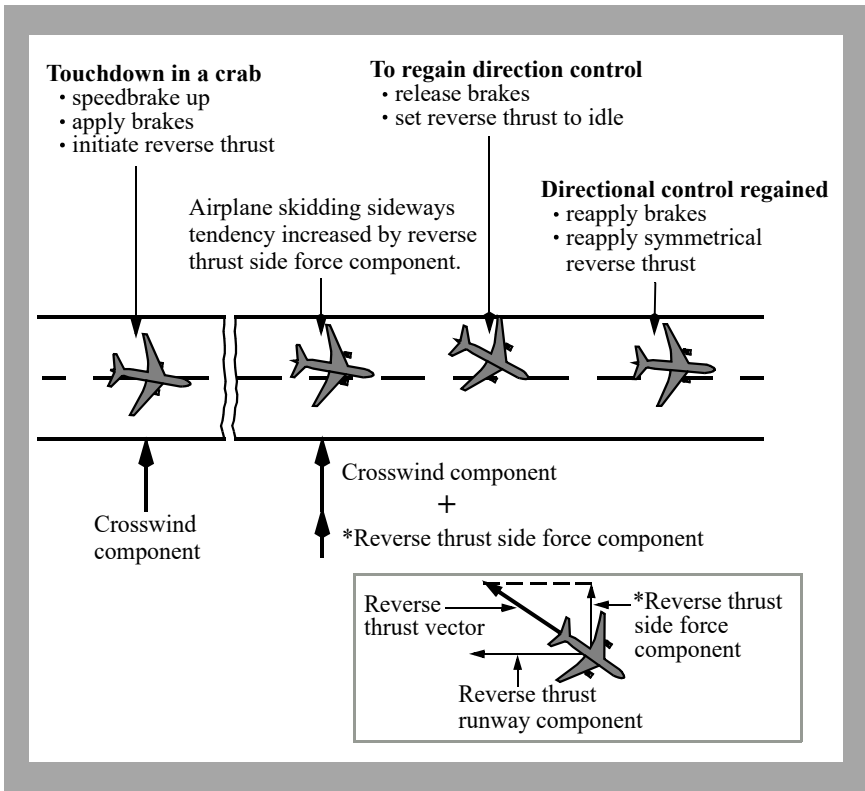 Touchdown in a crab
• speedbrake up
• apply brakes
• initiate reverse thrust
To regain direction control
• release brakes
• set reverse thrust to idle
Airplane skidding sideways
tendency increased by reverse
thrust side force component.
Directional control regained
• reapply brakes
• reapply symmetrical
reverse thrust
Crosswind
component
Crosswind component
+
*Reverse thrust side force component
Reverse
thrust vector
*Reverse thrust
side force
component
Reverse thrust
runway component